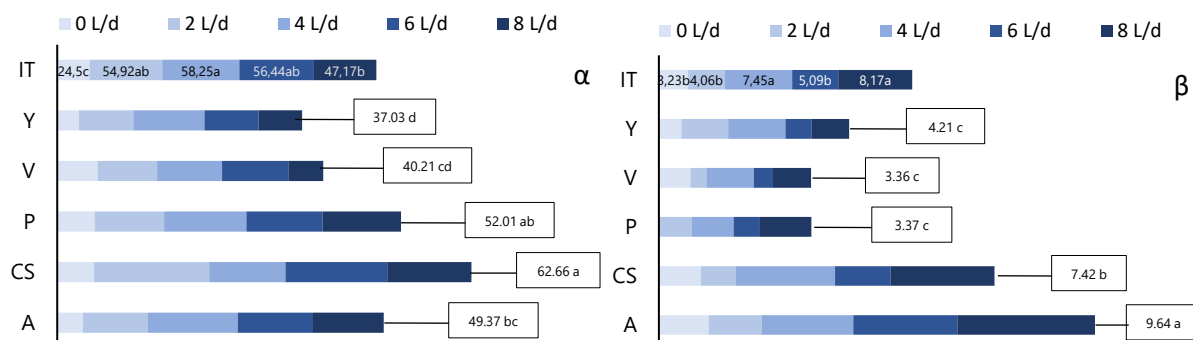 0 L/d 2 L/d 4 L/d 6 L/d 8 L/d
IT 24,5c 54,92ab 58,25a 56,44ab 47,17b α
Y 37.03 d
V 40.21 cd
P 52.01 ab
CS 62.66 a
A 49.37 bc
0 L/d 2 L/d 4 L/d 6 L/d 8 L/d
IT 3,23b 4,06b 7,45a 5,09b 8,17a β
Y 4.21 c
V 3.36 c
P 3.37 c
CS 7.42 b
A 9.64 a